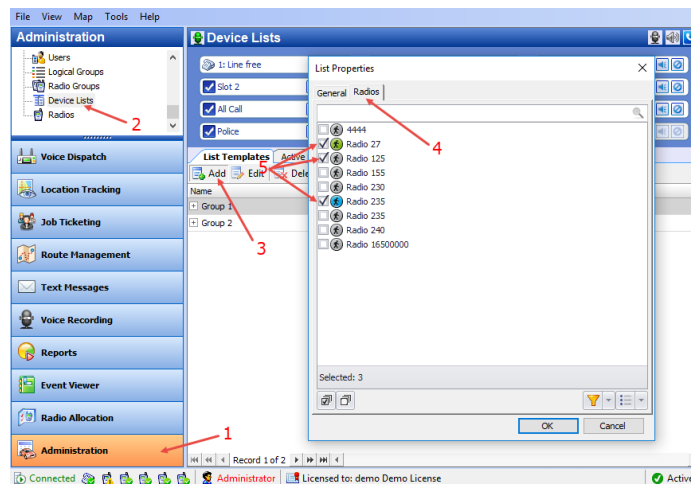 File View Map Tools Help
Administration
Device Lists
Users
Logical Groups
Radio Groups
Device Lists
Radios
2
1: Line free
Slot 2
All Call
Police
List Templates Active
Add Edit Dele
Name
Group 1
Group 2
3
List Properties
General Radios
4
5
4444
Radio 27
Radio 125
Radio 155
Radio 230
Radio 235
Radio 235
Radio 240
Radio 16500000
Selected: 3
OK Cancel
Voice Dispatch
Location Tracking
Job Ticketing
Route Management
Text Messages
Voice Recording
Reports
Event Viewer
Radio Allocation
Administration
1
Record 1 of 2
Connected Administrator Licensed to: demo Demo License Active